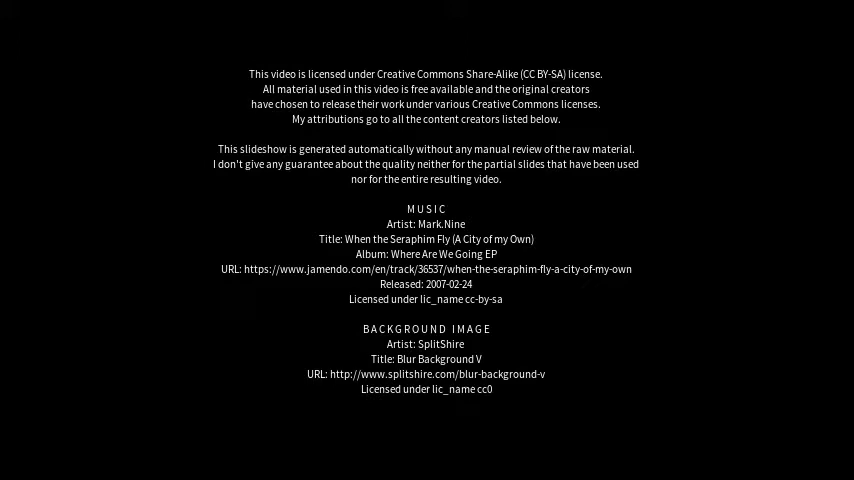 This video is licensed under Creative Commons Share-Alike (CC BY-SA) license.
All material used in this video is free available and the original creators
have chosen to release their work under various Creative Commons licenses.
My attributions go to all the content creators listed below.
This slideshow is generated automatically without any manual review of the raw material.
I don't give any guarantee about the quality neither for the partial slides that have been used
nor for the entire resulting video.
MUSIC
Artist: Mark.Nine
Title: When the Seraphim Fly (A City of my Own)
Album: Where Are We Going EP
URL: https://www.jamendo.com/en/track/36537/when-the-seraphim-fly-a-city-of-my-own
Released: 2007-02-24
Licensed under lic_name cc-by-sa
BACKGROUND IMAGE
Artist: SplitShire
Title: Blur Background V
URL: http://www.splitshire.com/blur-background-v
Licensed under lic_name cc0